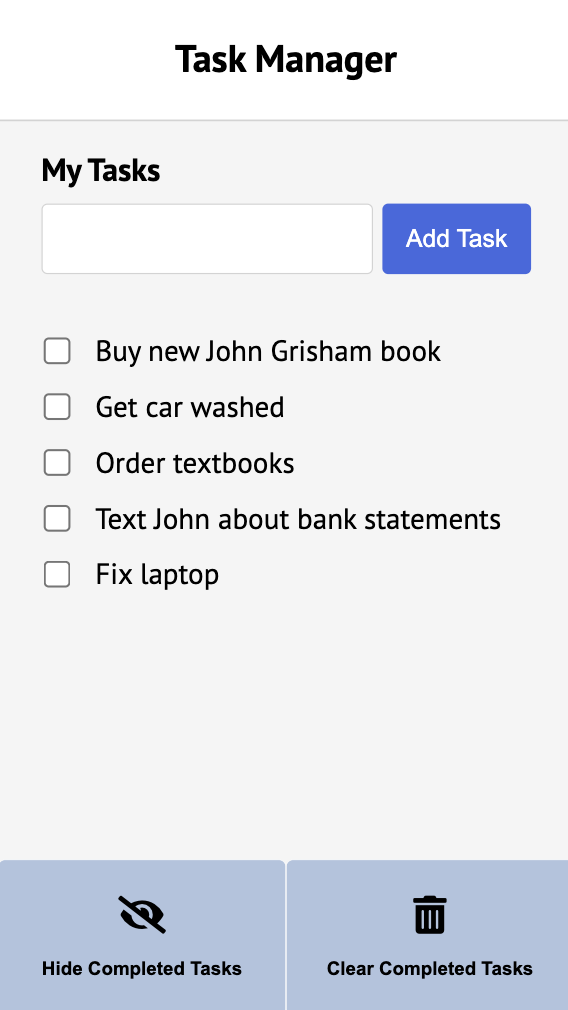 Task Manager
My Tasks
Add Task
Buy new John Grisham book
Get car washed
Order textbooks
Text John about bank statements
Fix laptop
Hide Completed Tasks
Clear Completed Tasks